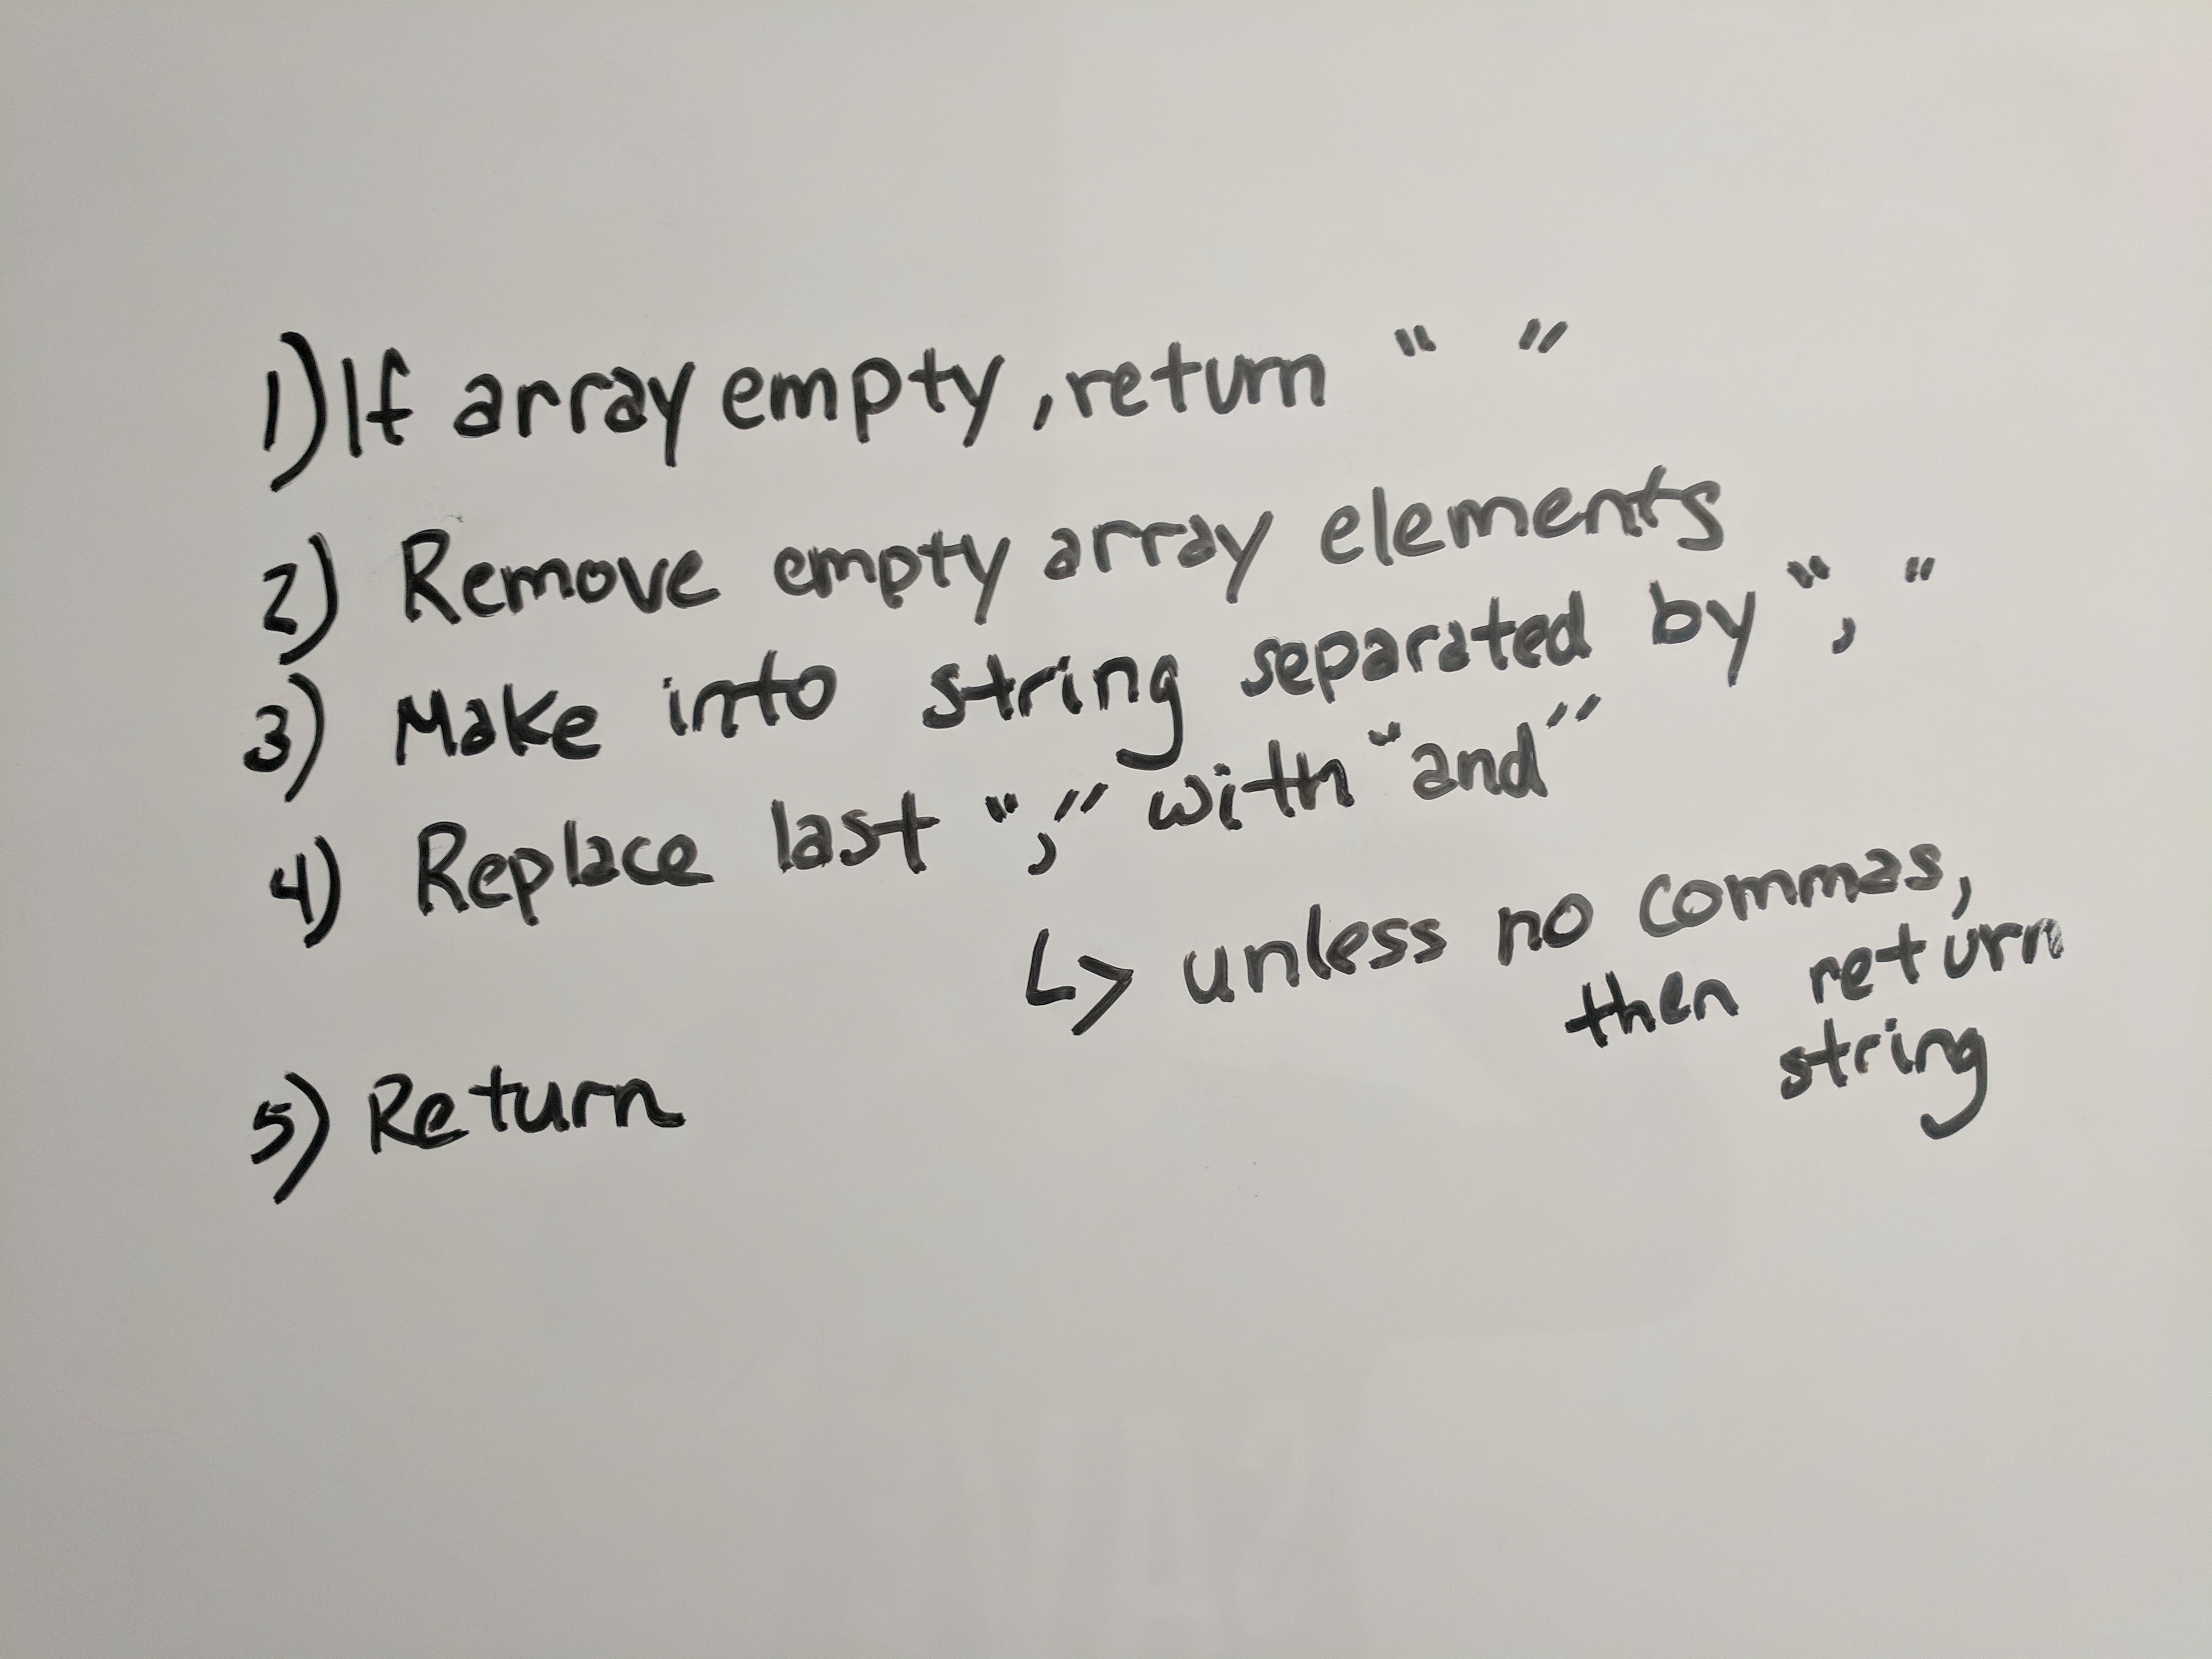 1) If array empty, return “ ”
2) Remove empty array elements
3) Make into string separated by “, ”
4) Replace last “,” with “and”
↳ unless no commas,
then return
string
5) Return